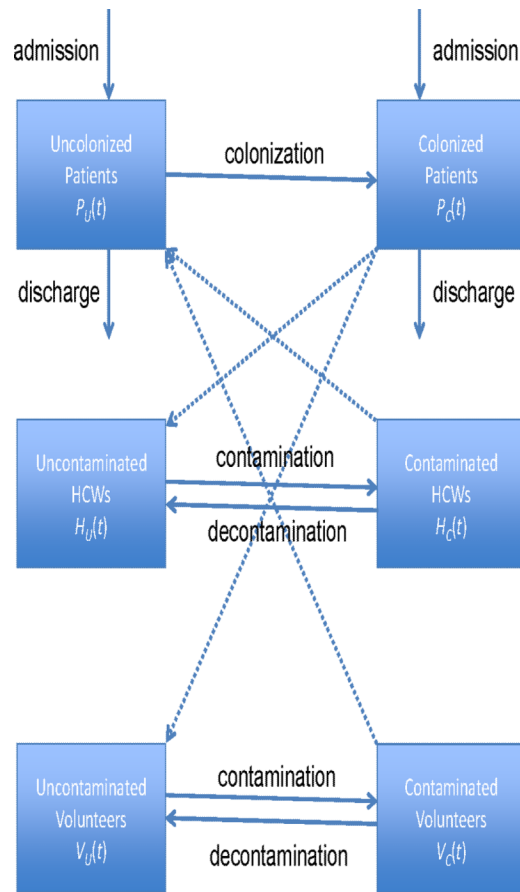 admission
admission
Uncolonized
Patients
P_U(t)
colonization
Colonized
Patients
P_C(t)
discharge
discharge
Uncontaminated
HCWs
H_U(t)
contamination
decontamination
Contaminated
HCWs
H_C(t)
Uncontaminated
Volunteers
V_U(t)
contamination
decontamination
Contaminated
Volunteers
V_C(t)